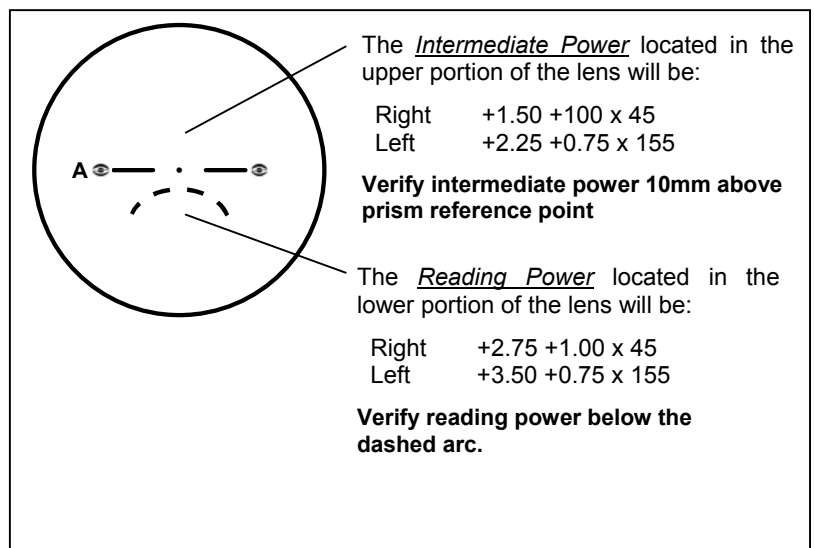 The Intermediate Power located in the
upper portion of the lens will be:
Right +1.50 +100 x 45
Left +2.25 +0.75 x 155
Verify intermediate power 10mm above
prism reference point
A
The Reading Power located in the
lower portion of the lens will be:
Right +2.75 +1.00 x 45
Left +3.50 +0.75 x 155
Verify reading power below the
dashed arc.